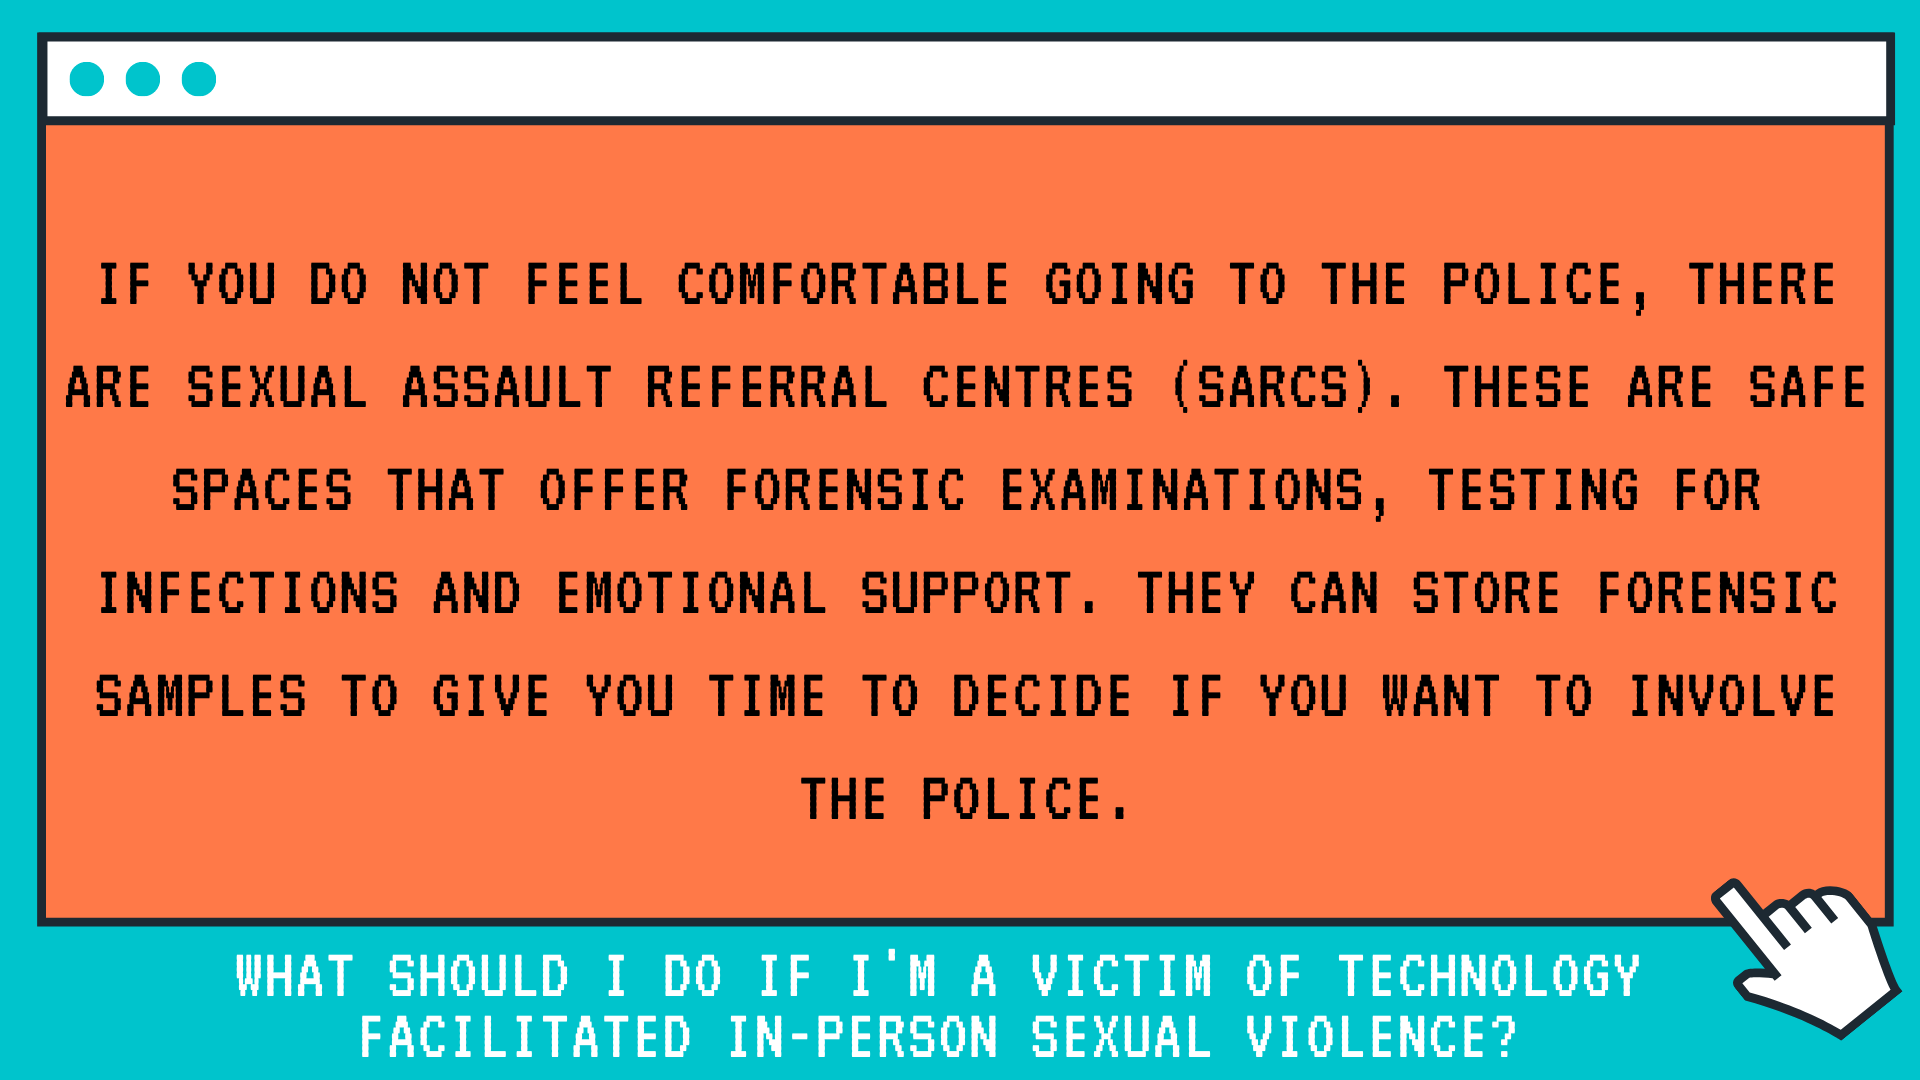 IF YOU DO NOT FEEL COMFORTABLE GOING TO THE POLICE, THERE
ARE SEXUAL ASSAULT REFERRAL CENTRES (SARCS). THESE ARE SAFE
SPACES THAT OFFER FORENSIC EXAMINATIONS, TESTING FOR
INFECTIONS AND EMOTIONAL SUPPORT. THEY CAN STORE FORENSIC
SAMPLES TO GIVE YOU TIME TO DECIDE IF YOU WANT TO INVOLVE
THE POLICE.
WHAT SHOULD I DO IF I'M A VICTIM OF TECHNOLOGY
FACILITATED IN-PERSON SEXUAL VIOLENCE?